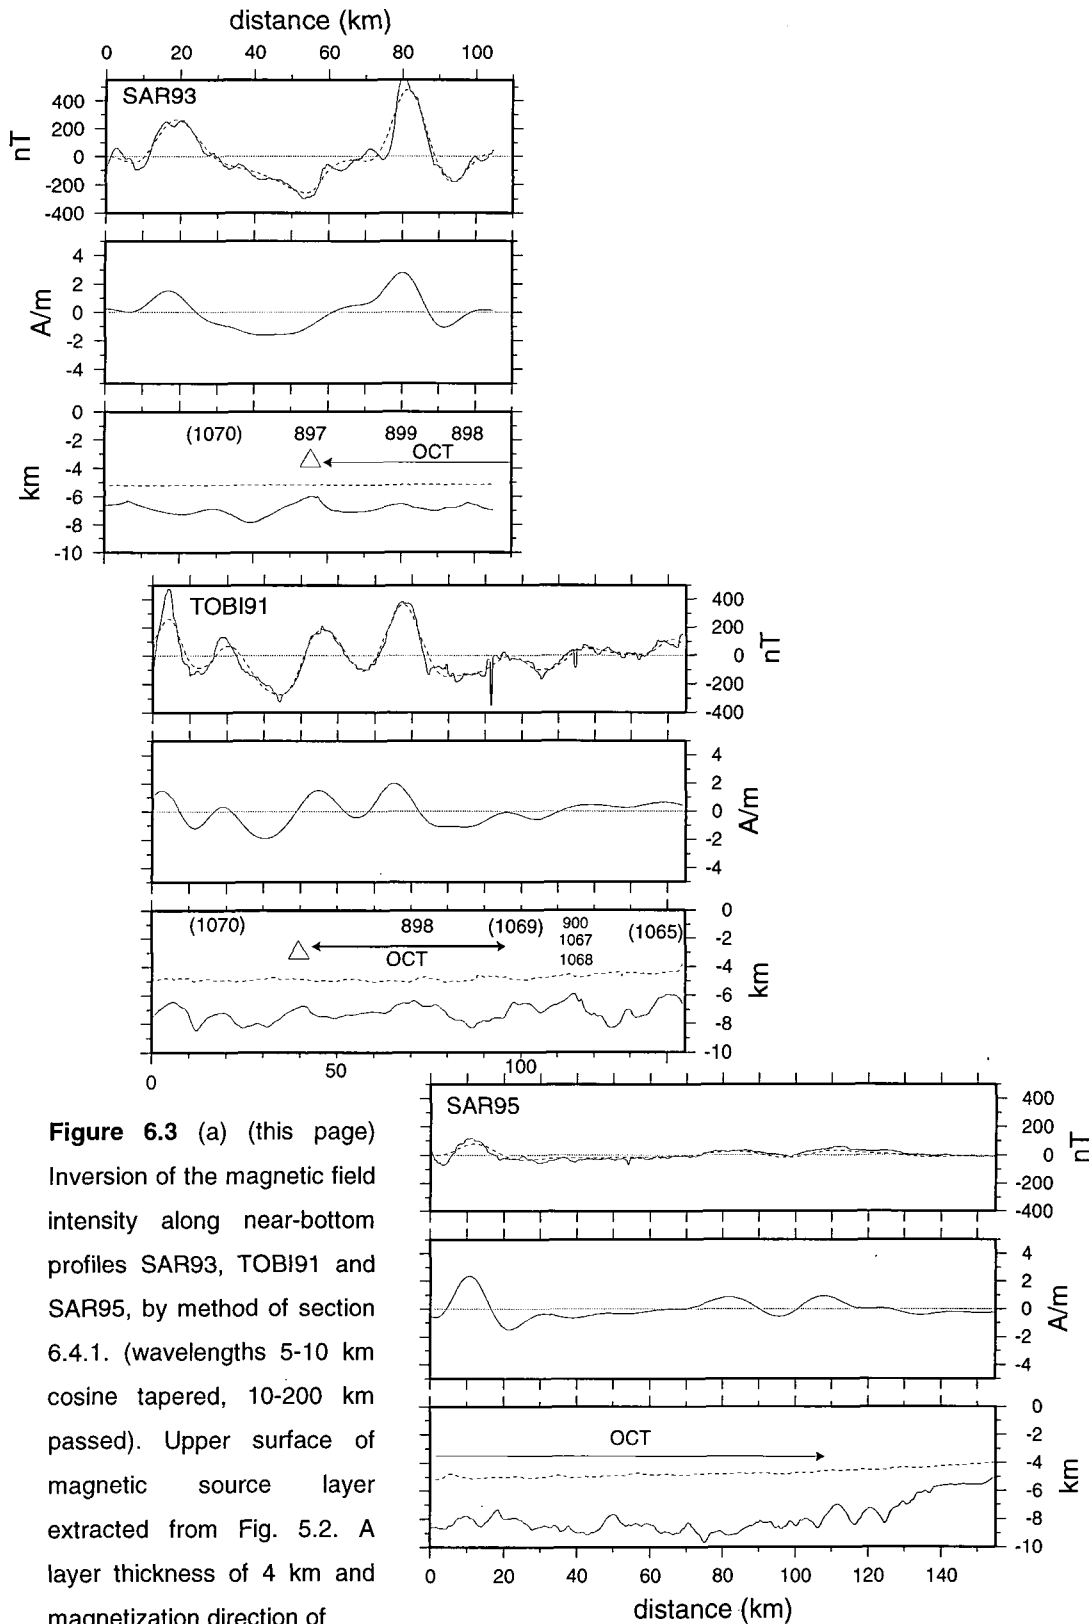 distance (km)
0 20 40 60 80 100
SAR93
400
200
0
-200
-400
nT
4
2
0
-2
-4
A/m
0
-2
-4
-6
-8
-10
km
(1070) 897 899 898
OCT
TOBI91
400
200
0
-200
-400
nT
4
2
0
-2
-4
A/m
(1070) 898 (1069) 900 (1065)
1067
1068
OCT
0
-2
-4
-6
-8
-10
km
0 50 100
SAR95
400
200
0
-200
-400
nT
4
2
0
-2
-4
A/m
OCT
0
-2
-4
-6
-8
-10
km
0 20 40 60 80 100 120 140
distance (km)
Figure 6.3 (a) (this page)
Inversion of the magnetic field
intensity along near-bottom
profiles SAR93, TOBI91 and
SAR95, by method of section
6.4.1. (wavelengths 5-10 km
cosine tapered, 10-200 km
passed). Upper surface of
magnetic source layer
extracted from Fig. 5.2. A
layer thickness of 4 km and
magnetization direction of